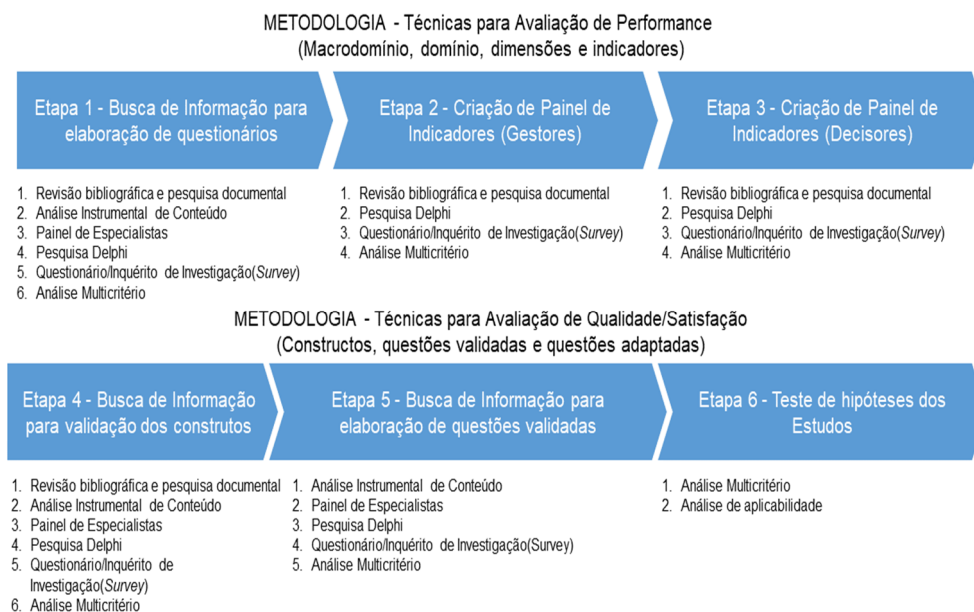 METODOLOGIA - Técnicas para Avaliação de Performance
(Macrodomínio, domínio, dimensões e indicadores)
Etapa 1 - Busca de Informação para
elaboração de questionários
Etapa 2 - Criação de Painel de
Indicadores (Gestores)
Etapa 3 - Criação de Painel de
Indicadores (Decisores)
1. Revisão bibliográfica e pesquisa documental
2. Análise Instrumental de Conteúdo
3. Painel de Especialistas
4. Pesquisa Delphi
5. Questionário/Inquérito de Investigação(Survey)
6. Análise Multicritério
1. Revisão bibliográfica e pesquisa documental
2. Pesquisa Delphi
3. Questionário/Inquérito de Investigação(Survey)
4. Análise Multicritério
1. Revisão bibliográfica e pesquisa documental
2. Pesquisa Delphi
3. Questionário/Inquérito de Investigação(Survey)
4. Análise Multicritério
METODOLOGIA - Técnicas para Avaliação de Qualidade/Satisfação
(Constructos, questões validadas e questões adaptadas)
Etapa 4 - Busca de Informação
para validação dos construtos
Etapa 5 - Busca de Informação para
elaboração de questões validadas
Etapa 6 - Teste de hipóteses dos
Estudos
1. Revisão bibliográfica e pesquisa documental
2. Análise Instrumental de Conteúdo
3. Painel de Especialistas
4. Pesquisa Delphi
5. Questionário/Inquérito de
Investigação(Survey)
6. Análise Multicritério
1. Análise Instrumental de Conteúdo
2. Painel de Especialistas
3. Pesquisa Delphi
4. Questionário/Inquérito de Investigação(Survey)
5. Análise Multicritério
1. Análise Multicritério
2. Análise de aplicabilidade